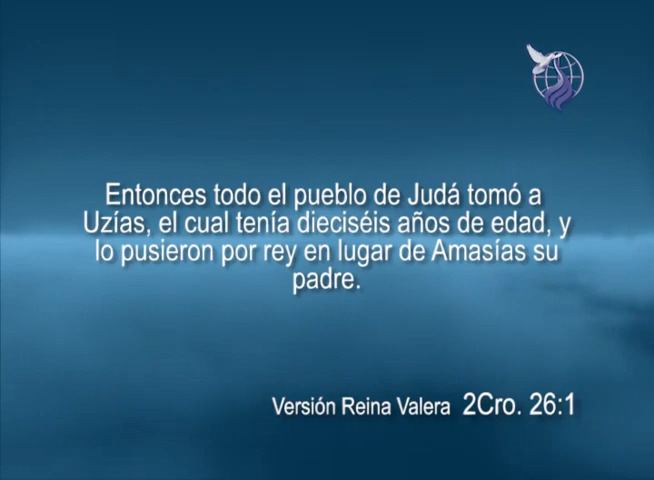 Entonces todo el pueblo de Judá tomó a
Uzías, el cual tenía dieciséis años de edad, y
lo pusieron por rey en lugar de Amasías su
padre.
Versión Reina Valera 2Cro. 26:1